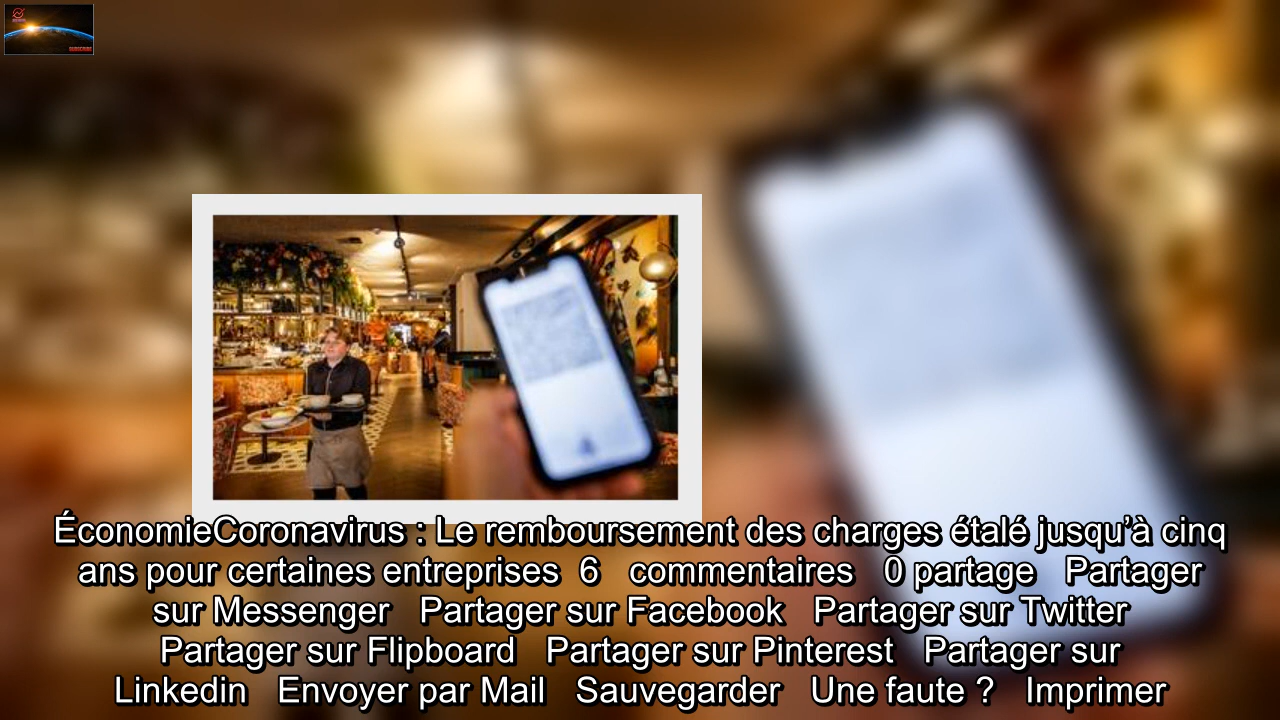 ÉconomieCoronavirus : Le remboursement des charges étalé jusqu’à cinq
ans pour certaines entreprises 6 commentaires 0 partage Partager
sur Messenger Partager sur Facebook Partager sur Twitter
Partager sur Flipboard Partager sur Pinterest Partager sur
Linkedin Envoyer par Mail Sauvegarder Une faute ? Imprimer